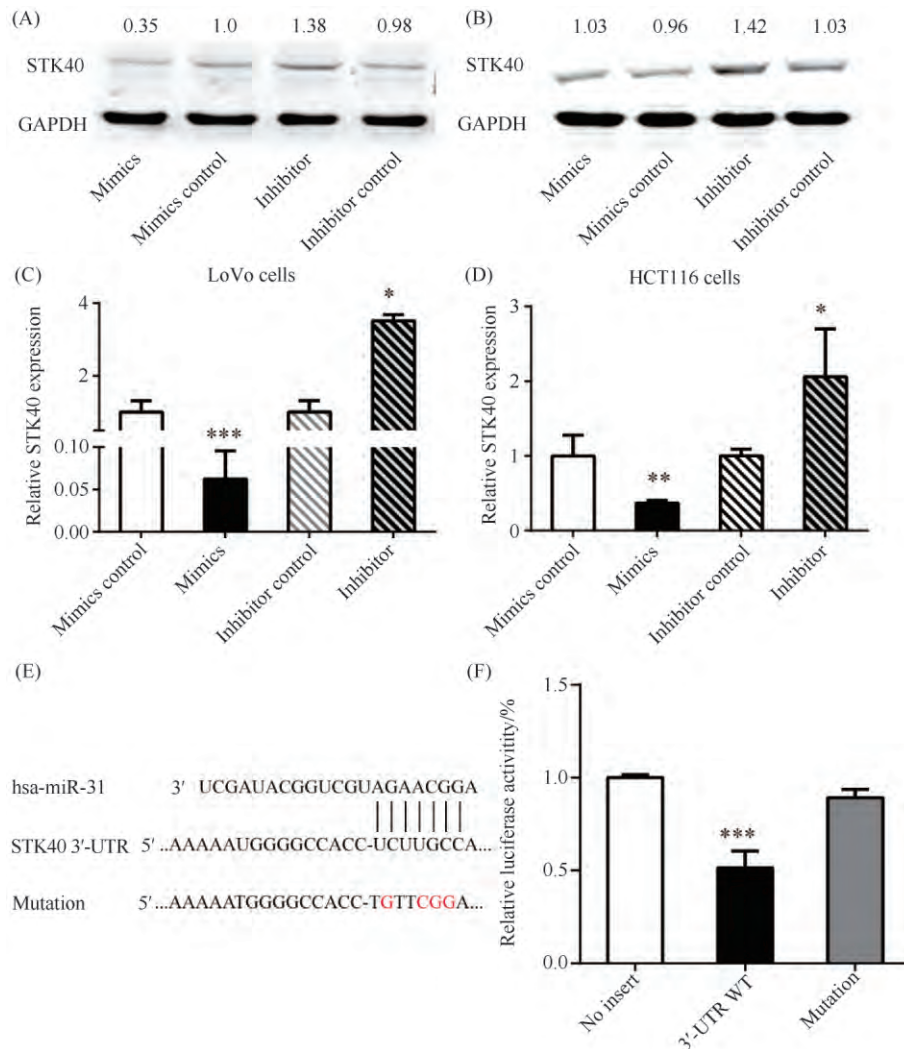 (A)
0.35 1.0 1.38 0.98
STK40
GAPDH
Mimics
Mimics control
Inhibitor
Inhibitor control
(B)
1.03 0.96 1.42 1.03
STK40
GAPDH
Mimics
Mimics control
Inhibitor
Inhibitor control
(C)
LoVo cells
Relative STK40 expression
4
2
0.10
0.05
0.00
*
***
Mimics control
Mimics
Inhibitor control
Inhibitor
(D)
HCT116 cells
Relative STK40 expression
3
2
1
0
*
**
Mimics control
Mimics
Inhibitor control
Inhibitor
(E)
hsa-miR-31 3′ UCGAUACGGUCGUAGAACGGA
STK40 3′-UTR 5′ ...AAAAAUGGGGCCACC-UCUUGCCA...
Mutation 5′ ...AAAAATGGGGCCACC-TGTTCGGA...
(F)
Relative luciferase activitity/%
1.5
1.0
0.5
0.0
***
No insert
3′-UTR WT
Mutation